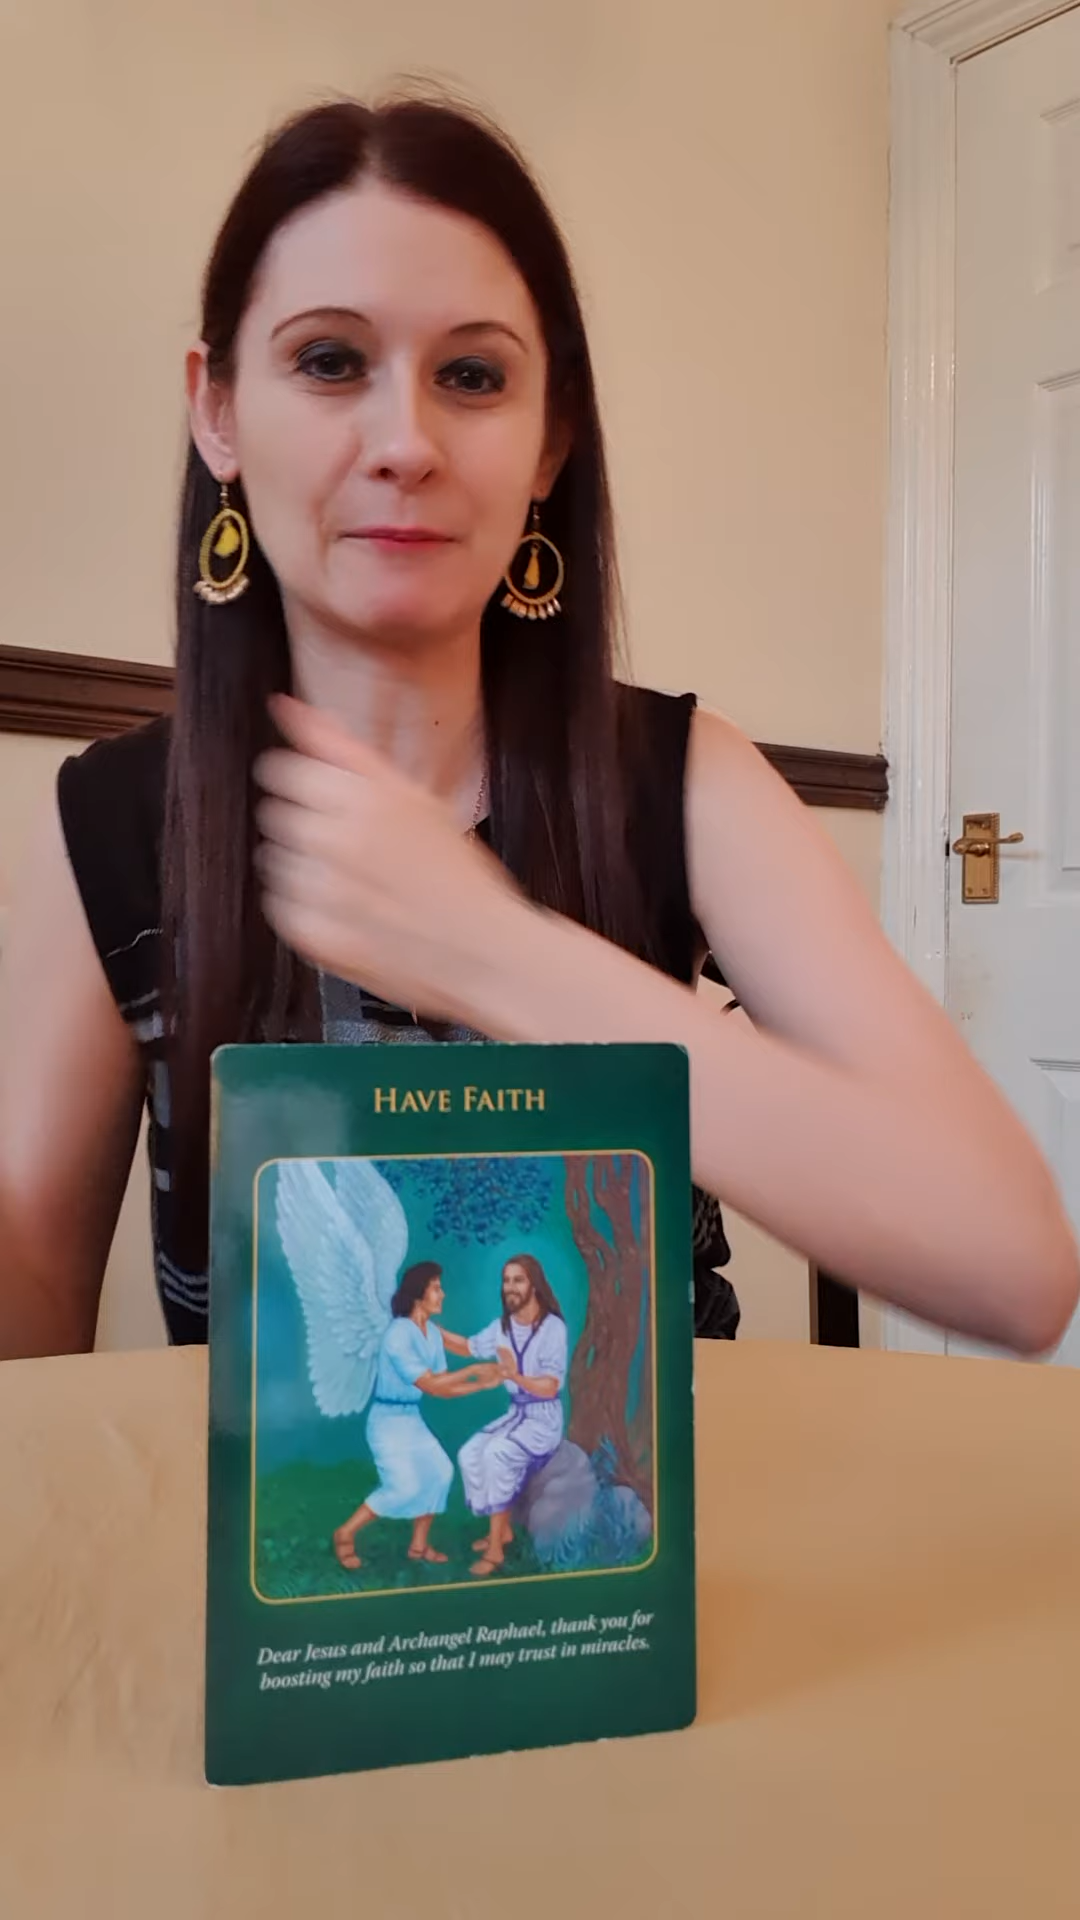 HAVE FAITH
Dear Jesus and Archangel Raphael, thank you for
boosting my faith so that I may trust in miracles.